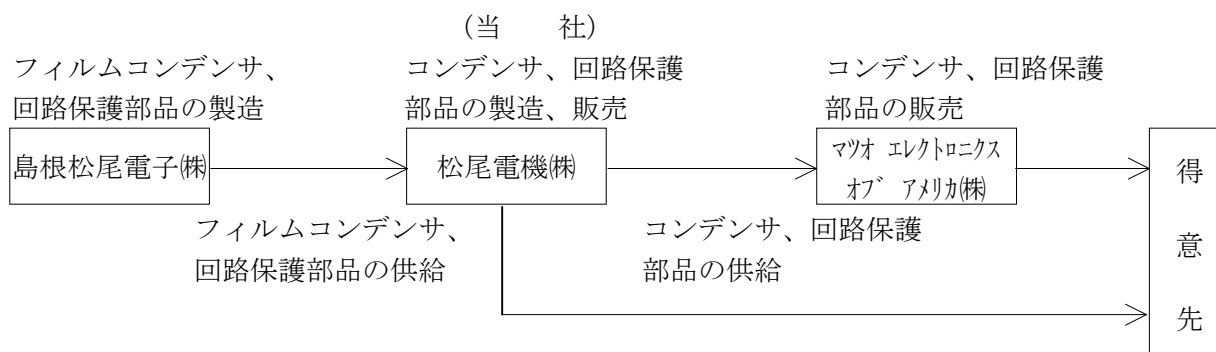 （当　　社）
フィルムコンデンサ、
回路保護部品の製造
コンデンサ、回路保護
部品の製造、販売
コンデンサ、回路保護
部品の販売
島根松尾電子㈱
松尾電機㈱
マツオ エレクトロニクス
オブ アメリカ㈱
得意先
フィルムコンデンサ、
回路保護部品の供給
コンデンサ、回路保護
部品の供給